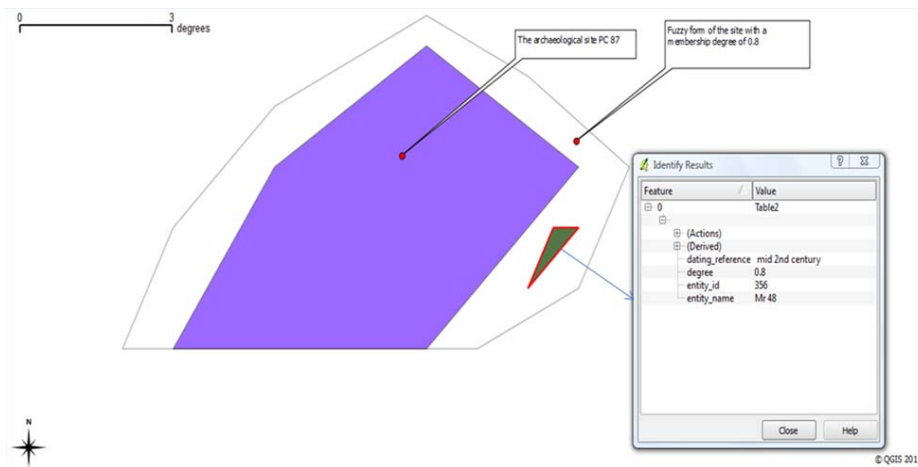 0 3
degrees
The archaeological site PC 87
Fuzzy form of the site with a
membership degree of 0.8
Identify Results
Feature Value
0 Table2
(Actions)
(Derived)
dating_reference mid 2nd century
degree 0.8
entity_id 356
entity_name Mr 48
Close Help
N
© QGIS 201